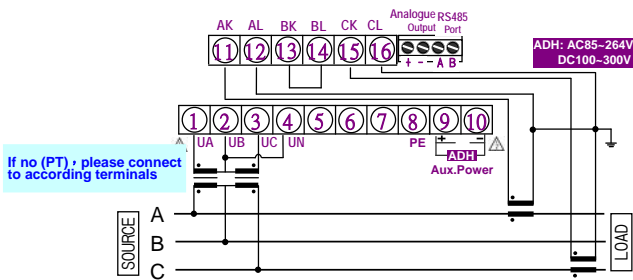 AK AL BK BL CK CL
Analogue Output
RS485 Port
11 12 13 14 15 16
+ - - A B
ADH: AC85~264V
DC100~300V
1 2 3 4 5 6 7 8 9 10
UA UB UC UN PE + -
ADH
Aux.Power
If no (PT)，please connect
to according terminals
SOURCE
A
B
C
LOAD